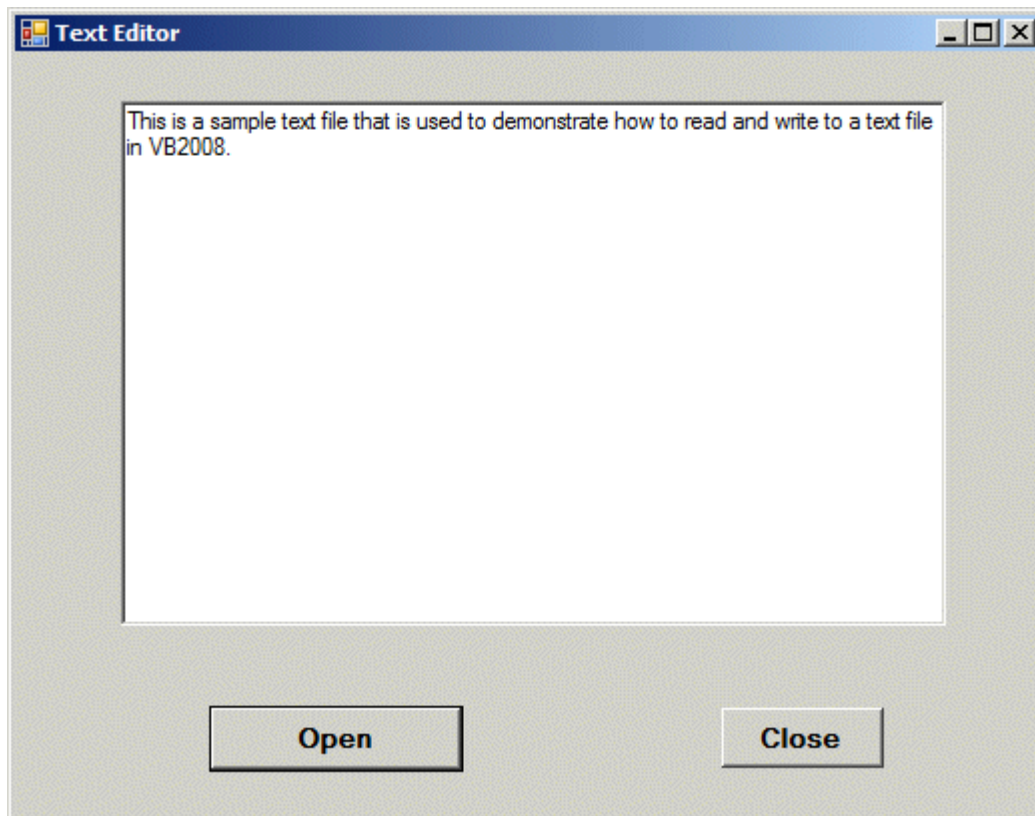 Text Editor
This is a sample text file that is used to demonstrate how to read and write to a text file
in VB2008.
Open
Close